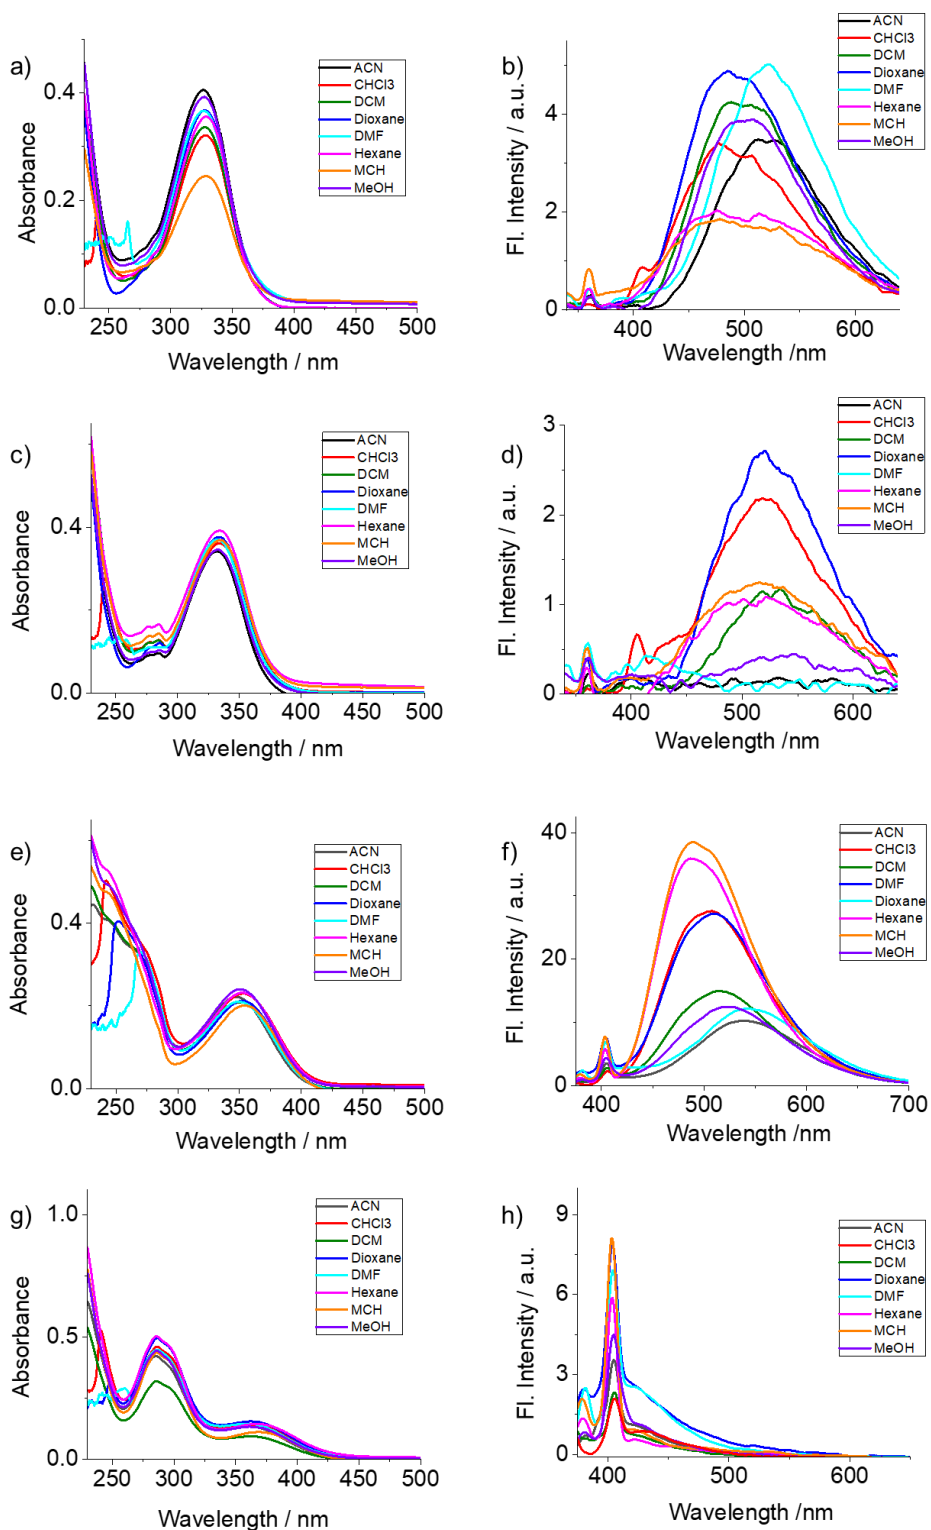 a)
Absorbance
0.4
0.2
0.0
250 300 350 400 450 500
Wavelength / nm
ACN
CHCl3
DCM
Dioxane
DMF
Hexane
MCH
MeOH
b)
Fl. Intensity / a.u.
4
2
0
400 500 600
Wavelength /nm
ACN
CHCl3
DCM
Dioxane
DMF
Hexane
MCH
MeOH
c)
Absorbance
0.4
0.0
250 300 350 400 450 500
Wavelength / nm
ACN
CHCl3
DCM
Dioxane
DMF
Hexane
MCH
MeOH
d)
Fl. Intensity / a.u.
3
2
1
0
400 500 600
Wavelength /nm
ACN
CHCl3
DCM
Dioxane
DMF
Hexane
MCH
MeOH
e)
Absorbance
0.4
0.0
250 300 350 400 450 500
Wavelength / nm
ACN
CHCl3
DCM
Dioxane
DMF
Hexane
MCH
MeOH
f)
Fl. Intensity / a.u.
40
20
0
400 500 600 700
Wavelength /nm
ACN
CHCl3
DCM
DMF
Dioxane
Hexane
MCH
MeOH
g)
Absorbance
1.0
0.5
0.0
250 300 350 400 450 500
Wavelength / nm
ACN
CHCl3
DCM
Dioxane
DMF
Hexane
MCH
MeOH
h)
Fl. Intensity / a.u.
9
6
3
0
400 500 600
Wavelength /nm
ACN
CHCl3
DCM
Dioxane
DMF
Hexane
MCH
MeOH